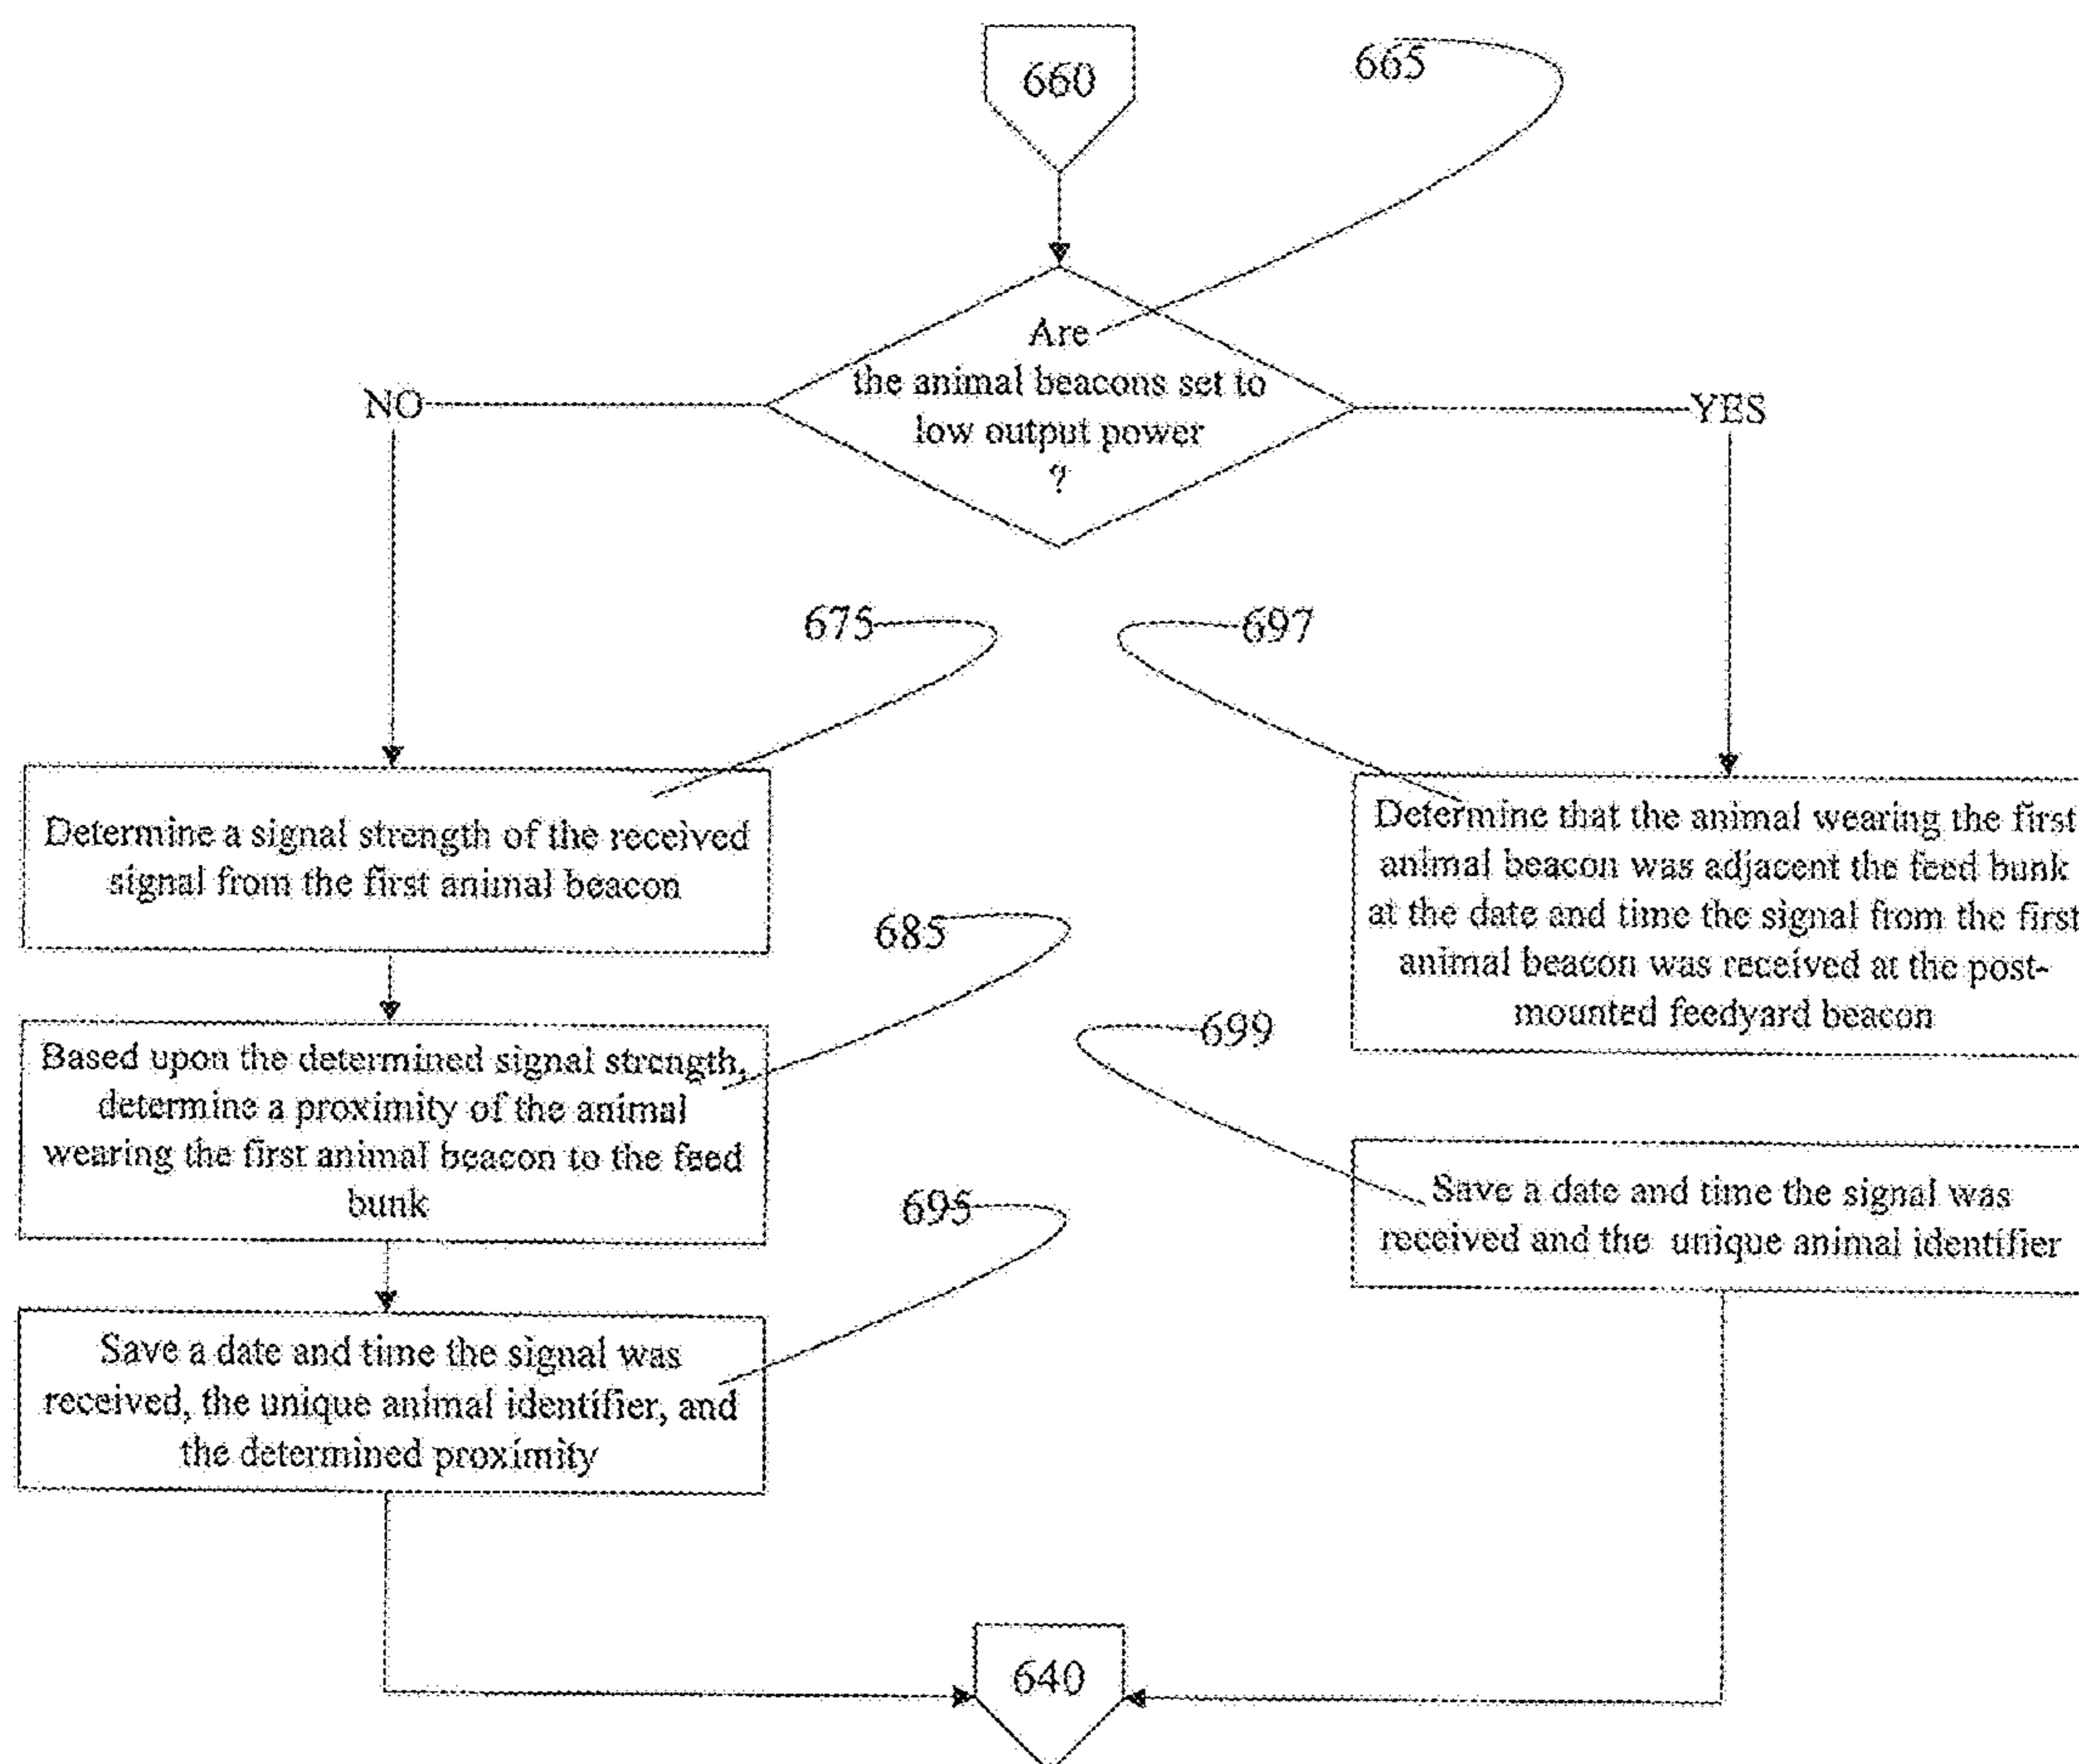 660
665
Are
the animal beacons set to
low output power
?
NO
YES
675
697
Determine a signal strength of the received
signal from the first animal beacon
Determine that the animal wearing the first
animal beacon was adjacent the feed bunk
at the date and time the signal from the first
animal beacon was received at the post-
mounted feedyard beacon
685
Based upon the determined signal strength,
determine a proximity of the animal
wearing the first animal beacon to the feed
bunk
699
Save a date and time the signal was
received and the unique animal identifier
695
Save a date and time the signal was
received, the unique animal identifier, and
the determined proximity
640